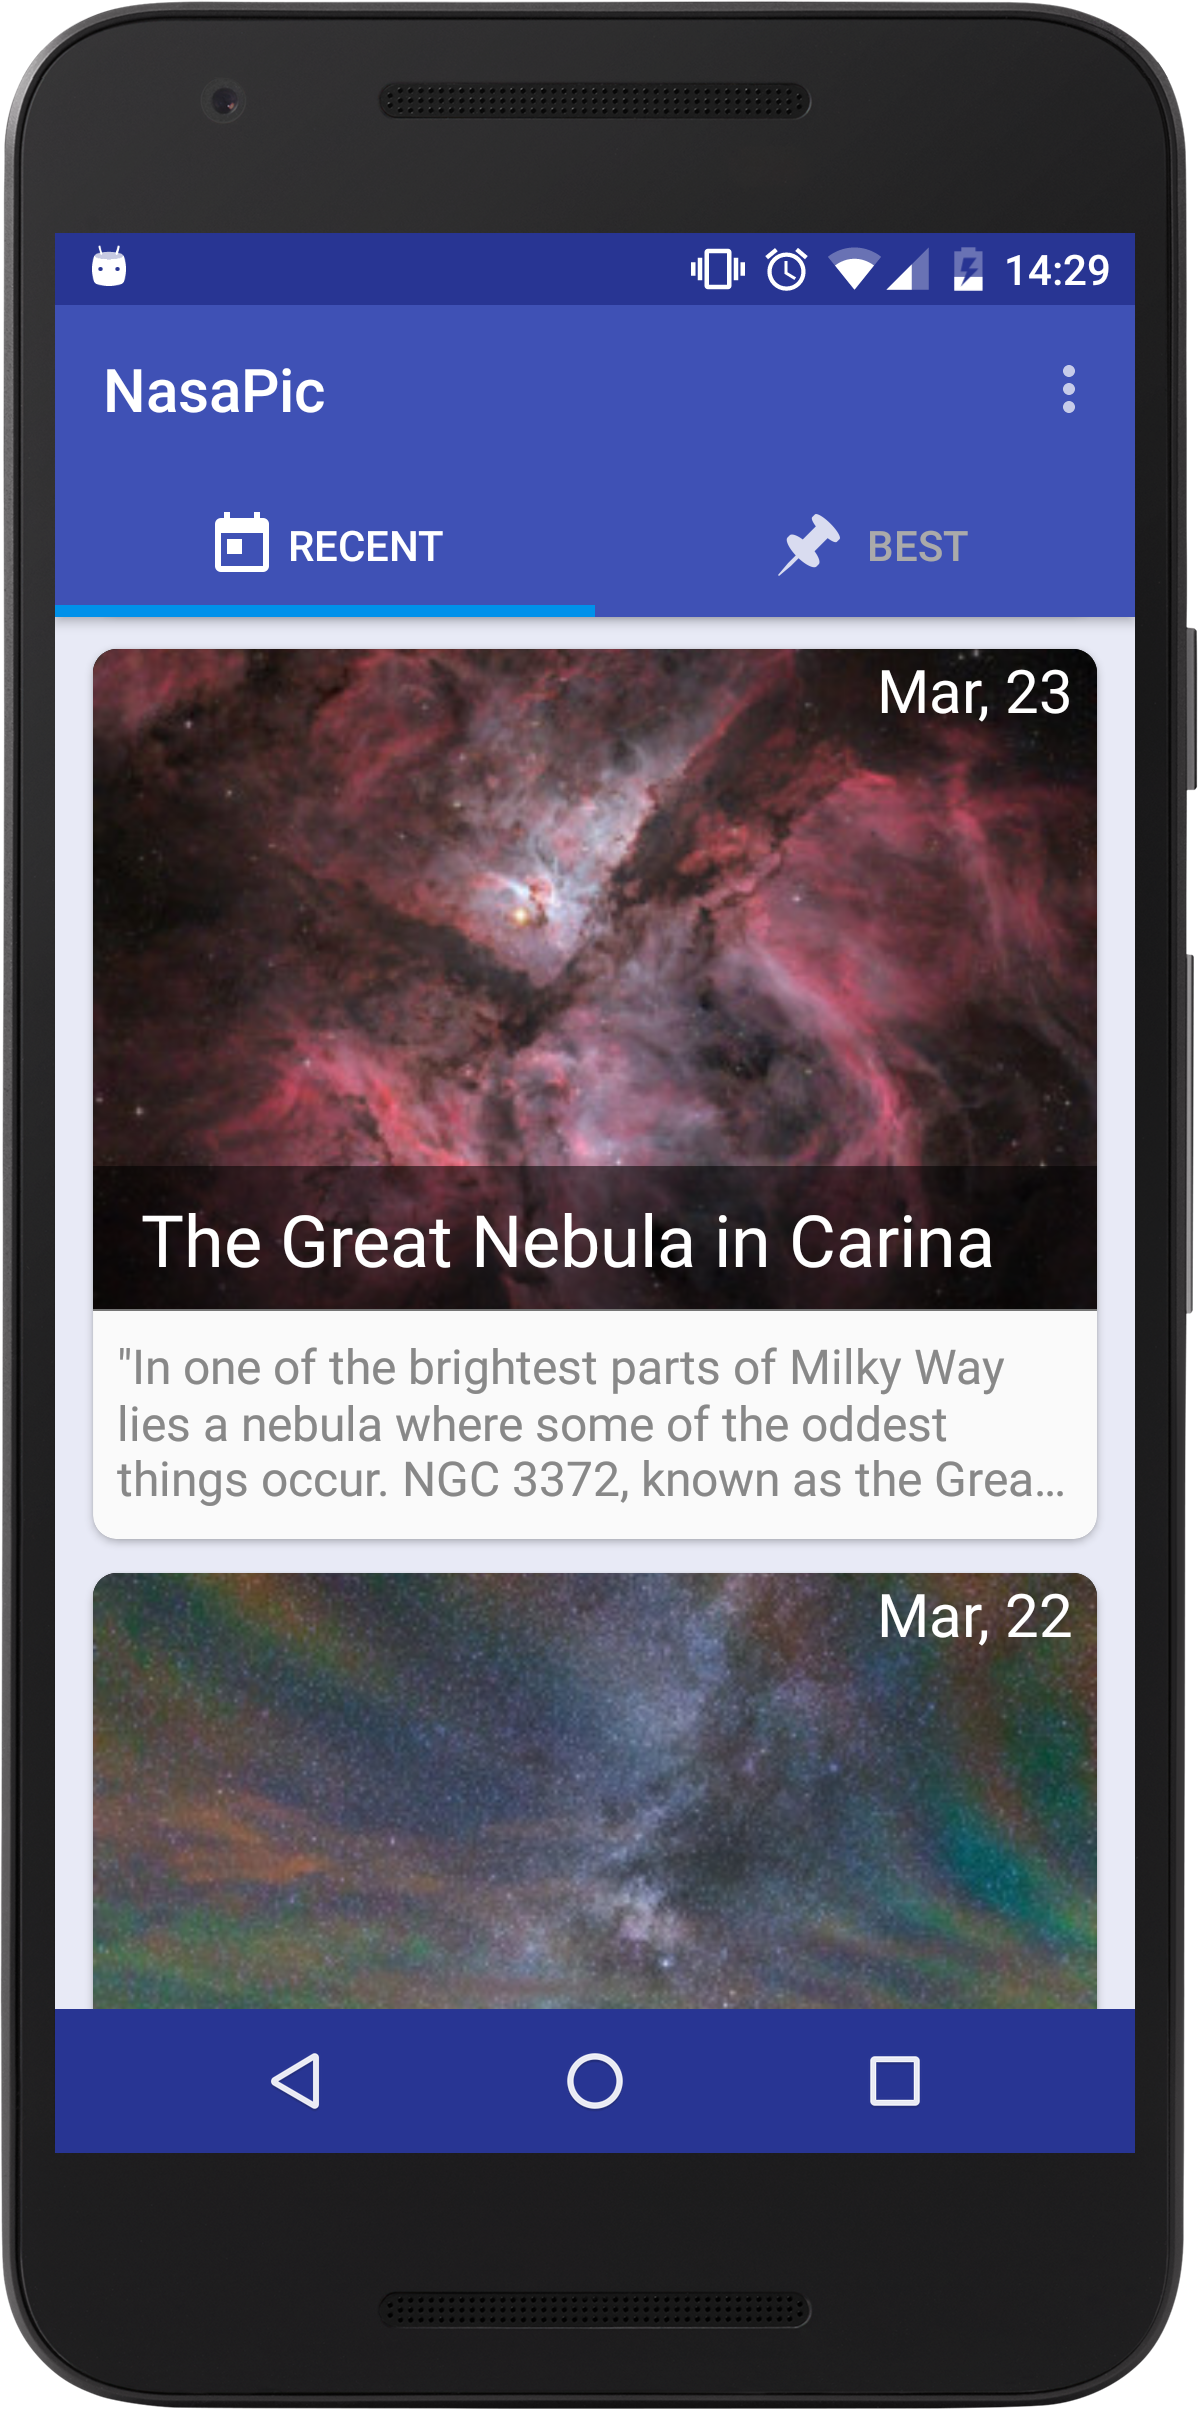 14:29
NasaPic
RECENT
BEST
Mar, 23
The Great Nebula in Carina
"In one of the brightest parts of Milky Way
lies a nebula where some of the oddest
things occur. NGC 3372, known as the Grea...
Mar, 22